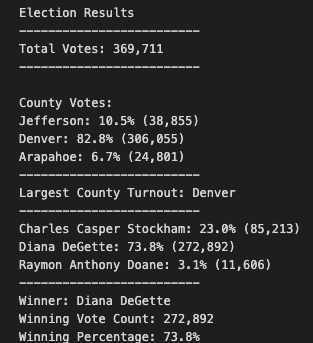 Election Results
-------------------------
Total Votes: 369,711
-------------------------
County Votes:
Jefferson: 10.5% (38,855)
Denver: 82.8% (306,055)
Arapahoe: 6.7% (24,801)
-------------------------
Largest County Turnout: Denver
-------------------------
Charles Casper Stockham: 23.0% (85,213)
Diana DeGette: 73.8% (272,892)
Raymon Anthony Doane: 3.1% (11,606)
-------------------------
Winner: Diana DeGette
Winning Vote Count: 272,892
Winning Percentage: 73.8%